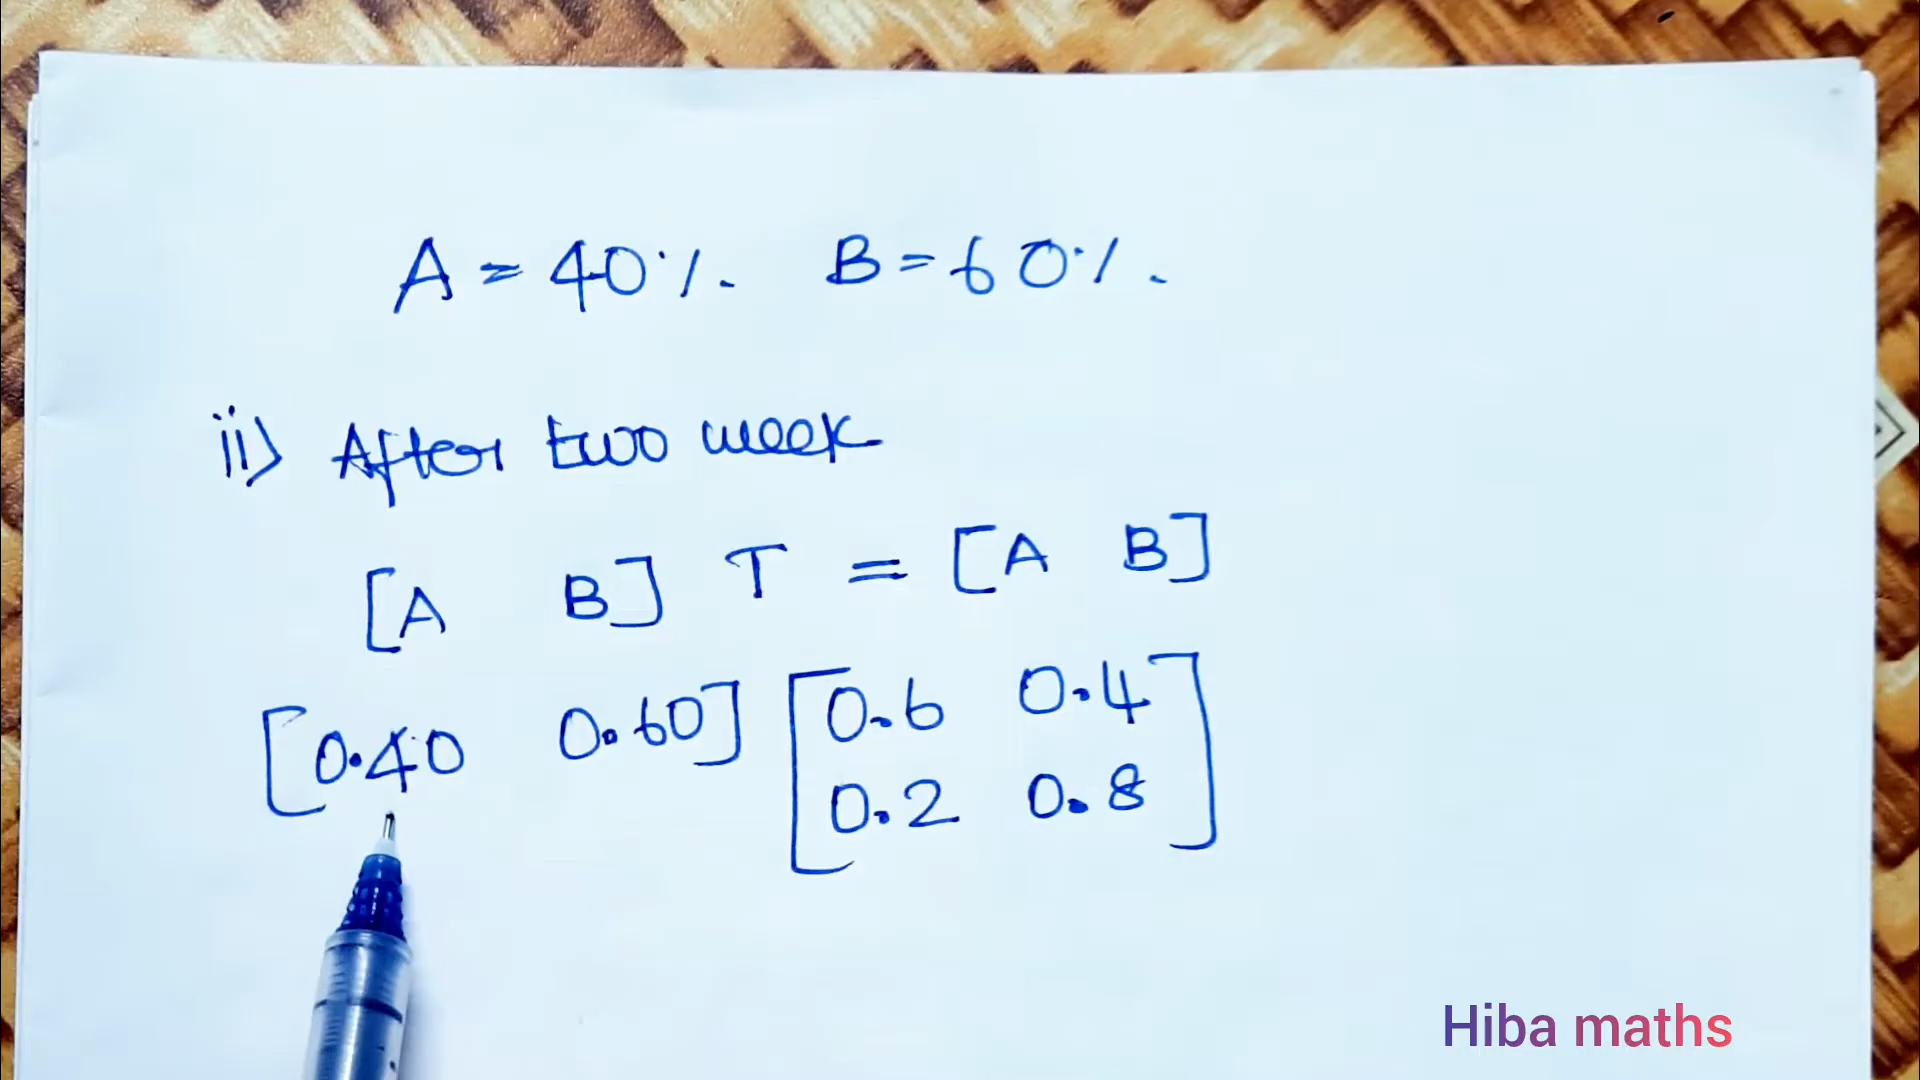 A = 40%. B = 60%.
ii) After two week
[A B] T = [A B]
[0.40 0.60] [0.6 0.4
0.2 0.8]
Hiba maths